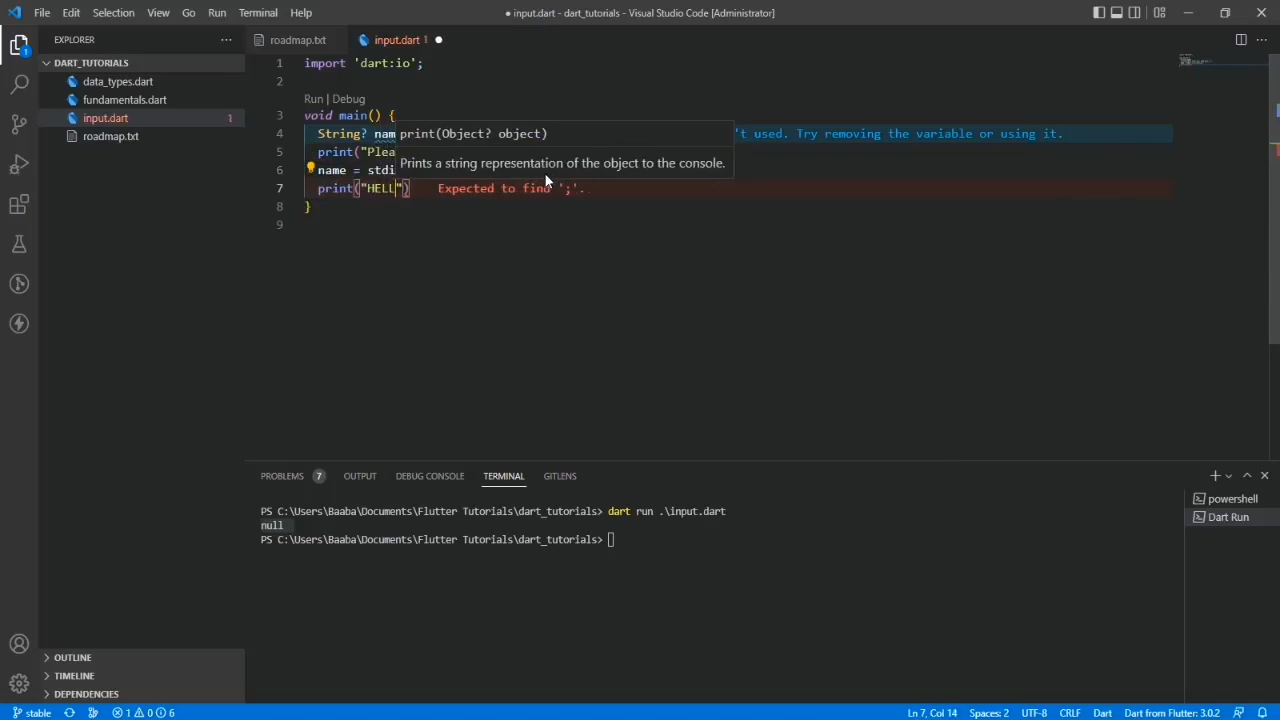 File Edit Selection View Go Run Terminal Help
● input.dart - dart_tutorials - Visual Studio Code [Administrator]
EXPLORER
roadmap.txt
input.dart 1 ●
DART_TUTORIALS
data_types.dart
fundamentals.dart
input.dart 1
roadmap.txt
1 import 'dart:io';
2
Run | Debug
3 void main() {
4 String? nam 't used. Try removing the variable or using it.
print(Object? object)
5 print("Plea
Prints a string representation of the object to the console.
6 name = stdi
7 print("HELL") Expected to find ';'.
8 }
9
PROBLEMS 7 OUTPUT DEBUG CONSOLE TERMINAL GITLENS
PS C:\Users\Baaba\Documents\Flutter Tutorials\dart_tutorials> dart run .\input.dart
null
PS C:\Users\Baaba\Documents\Flutter Tutorials\dart_tutorials>
powershell
Dart Run
OUTLINE
TIMELINE
DEPENDENCIES
stable 1 0 6 Ln 7, Col 14 Spaces: 2 UTF-8 CRLF Dart Dart from Flutter: 3.0.2